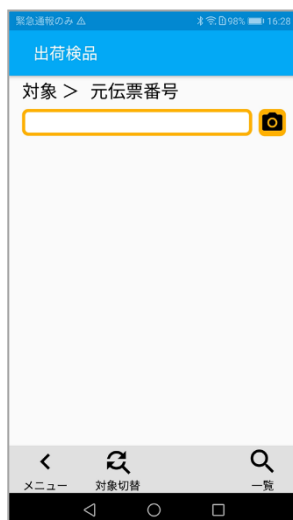 緊急通報のみ 98% 16:28
出荷検品
対象 > 元伝票番号
メニュー 対象切替 一覧